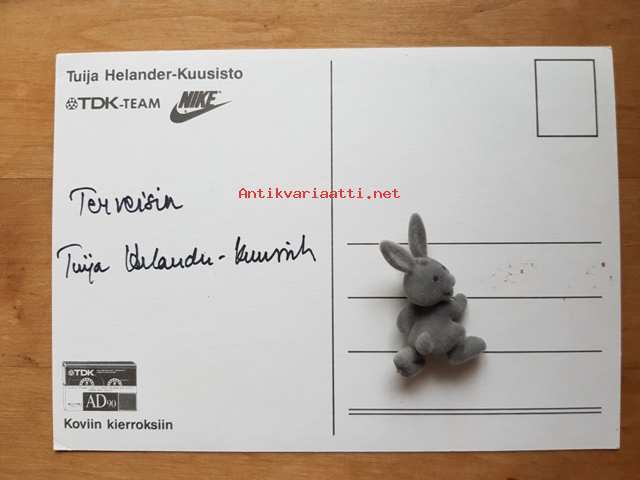 Tuija Helander-Kuusisto
TDK-TEAM NIKE
Antikvariaatti.net
Terveisin
Tuija Helander-Kuusisto
TDK
AD90
Koviin kierroksiin